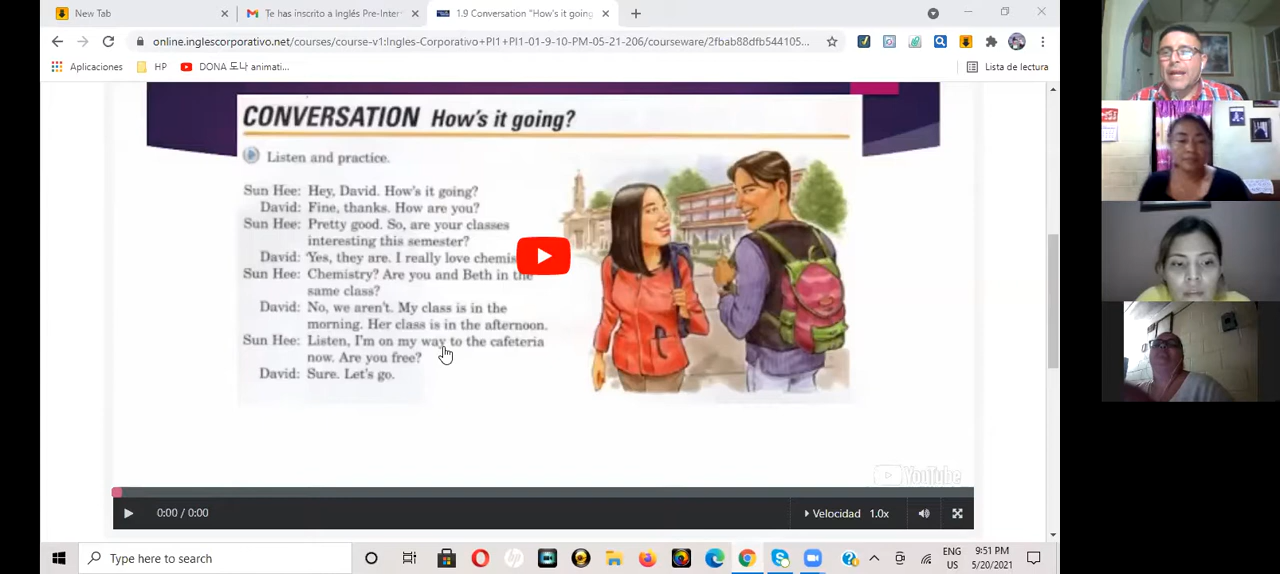 New Tab
Te has inscrito a Inglés Pre-Inter
1.9 Conversation "How's it going
online.inglescorporativo.net/courses/course-v1:Ingles-Corporativo+PI1+PI1-01-9-10-PM-05-21-206/courseware/2fbab88dfb544105...
Aplicaciones
HP
DONA 도나 animati...
Lista de lectura
CONVERSATION How's it going?
Listen and practice.
Sun Hee: Hey, David. How's it going?
David: Fine, thanks. How are you?
Sun Hee: Pretty good. So, are your classes
interesting this semester?
David: Yes, they are. I really love chemis
Sun Hee: Chemistry? Are you and Beth in the
same class?
David: No, we aren't. My class is in the
morning. Her class is in the afternoon.
Sun Hee: Listen, I'm on my way to the cafeteria
now. Are you free?
David: Sure. Let's go.
YouTube
0:00 / 0:00
Velocidad 1.0x
Type here to search
ENG
US
9:51 PM
5/20/2021